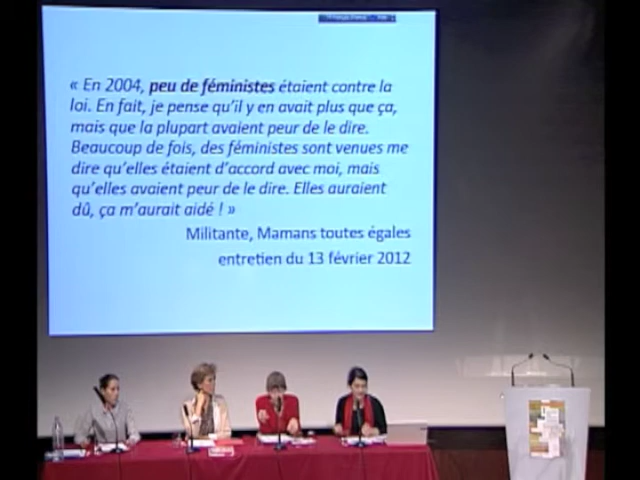 « En 2004, peu de féministes étaient contre la
loi. En fait, je pense qu'il y en avait plus que ça,
mais que la plupart avaient peur de le dire.
Beaucoup de fois, des féministes sont venues me
dire qu'elles étaient d'accord avec moi, mais
qu'elles avaient peur de le dire. Elles auraient
dû, ça m'aurait aidé ! »
Militante, Mamans toutes égales
entretien du 13 février 2012